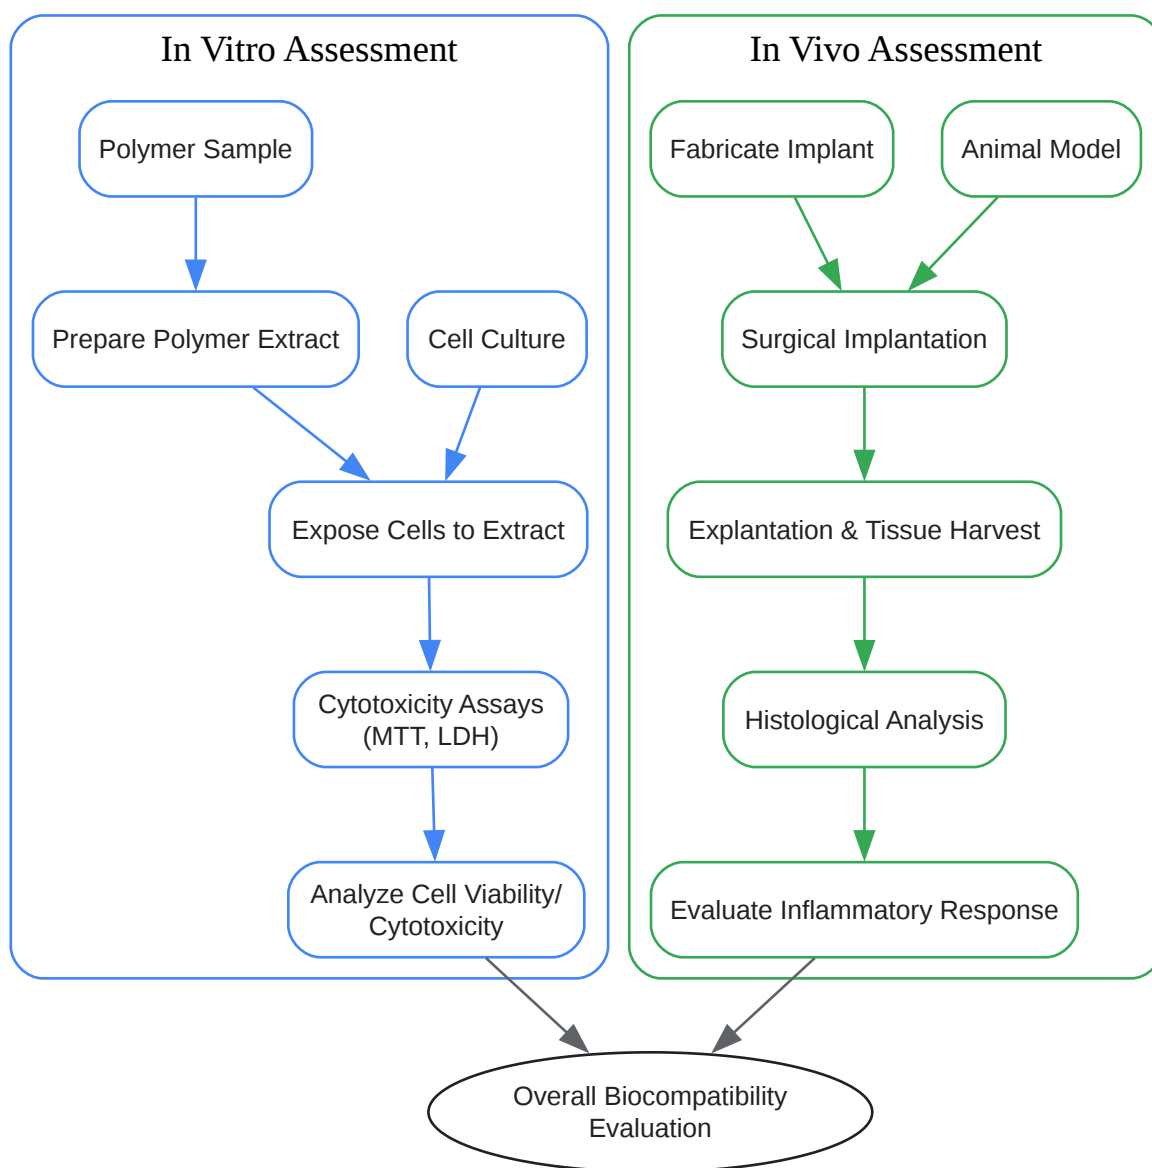 In Vitro Assessment
Polymer Sample
Prepare Polymer Extract
Cell Culture
Expose Cells to Extract
Cytotoxicity Assays
(MTT, LDH)
Analyze Cell Viability/
Cytotoxicity
In Vivo Assessment
Fabricate Implant
Animal Model
Surgical Implantation
Explantation & Tissue Harvest
Histological Analysis
Evaluate Inflammatory Response
Overall Biocompatibility
Evaluation